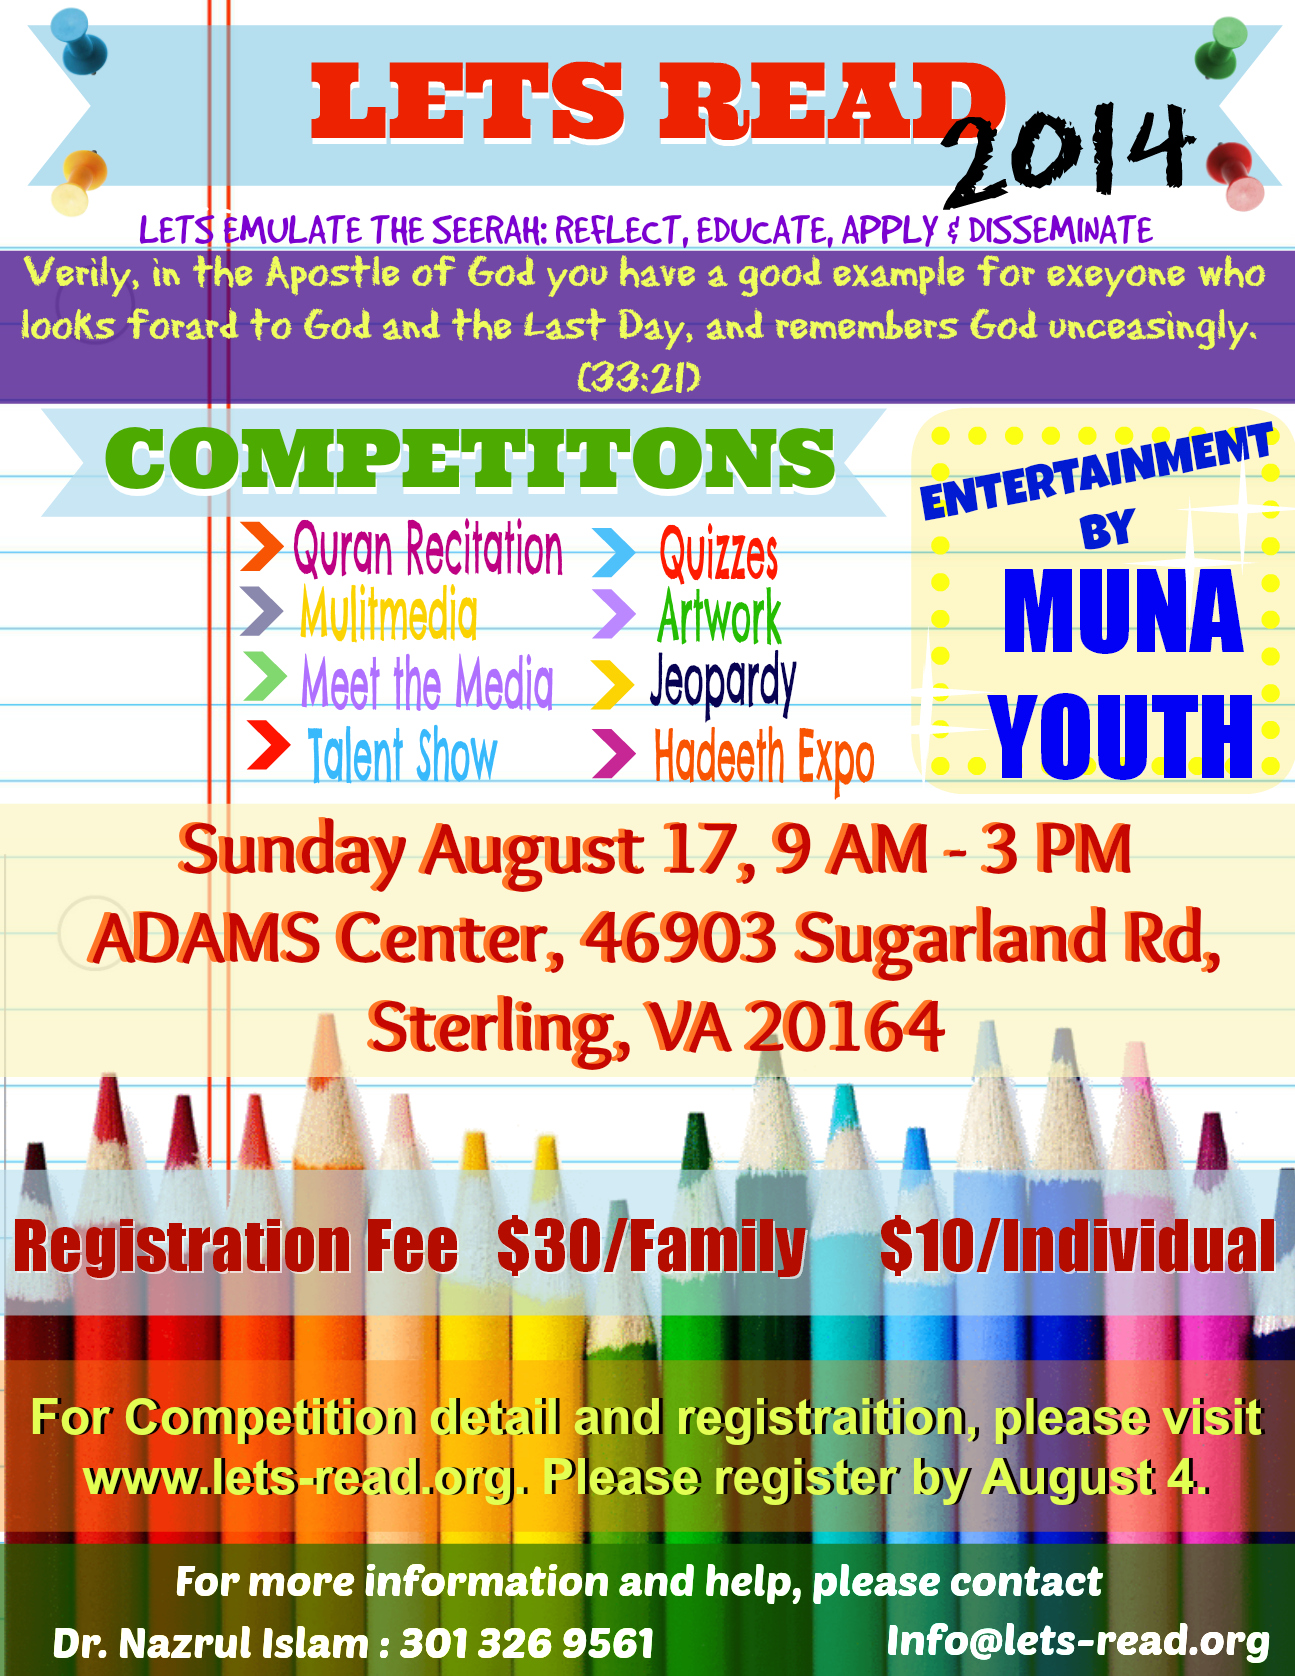 LETS READ
2014
LETS EMULATE THE SEERAH: REFLECT, EDUCATE, APPLY & DISSEMINATE
Verily, in the Apostle of God you have a good example for exeyone who
looks forard to God and the Last Day, and remembers God unceasingly.
(33:21)
COMPETITONS
Quran Recitation
Quizzes
Mulitmedia
Artwork
Meet the Media
Jeopardy
Talent Show
Hadeeth Expo
ENTERTAINMENT
BY
MUNA
YOUTH
Sunday August 17, 9 AM - 3 PM
ADAMS Center, 46903 Sugarland Rd,
Sterling, VA 20164
Registration Fee $30/Family $10/Individual
For Competition detail and registraition, please visit
www.lets-read.org. Please register by August 4.
For more information and help, please contact
Dr. Nazrul Islam : 301 326 9561
Info@lets-read.org